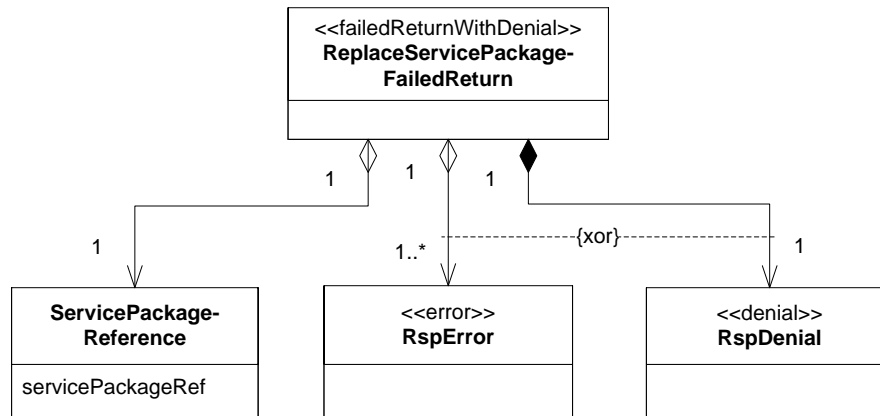 <<failedReturnWithDenial>>
ReplaceServicePackage-
FailedReturn
1
1
1
1
1..*
{xor}
1
ServicePackage-
Reference
servicePackageRef
<<error>>
RspError
<<denial>>
RspDenial